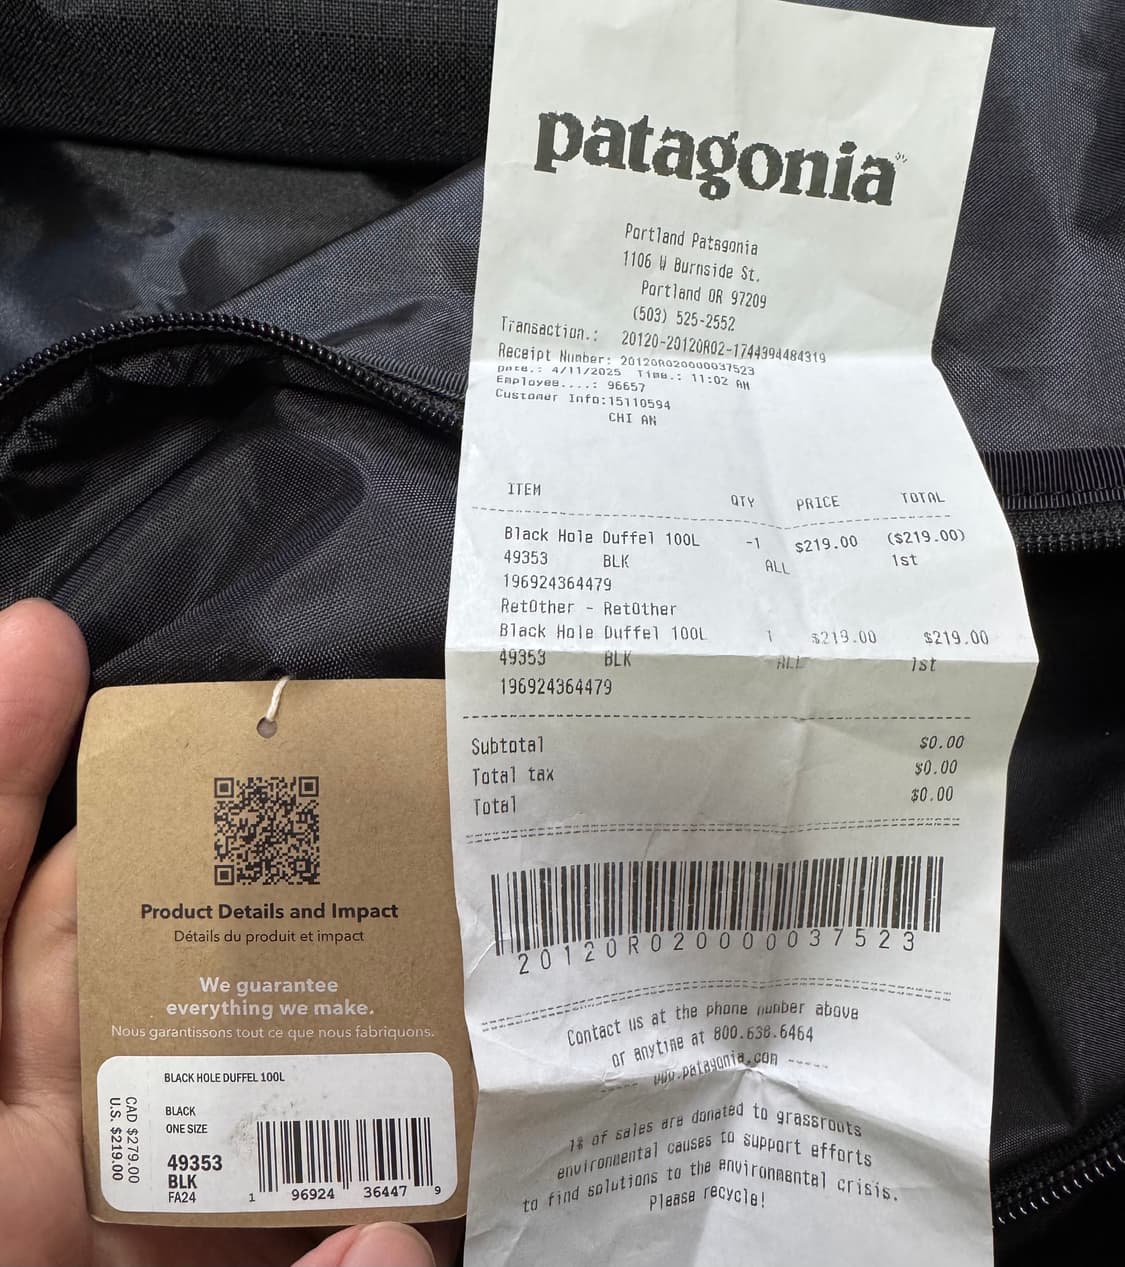 patagonia
Portland Patagonia
1106 W Burnside St.
Portland OR 97209
(503) 525-2552
Transaction.: 20120-20120R02-1744394484319
Receipt Number: 20120R020000037523
Date.: 4/11/2025 Time.: 11:02 AM
Employee....: 96657
Customer Info:15110594
CHI AN
ITEM QTY PRICE TOTAL
Black Hole Duffel 100L -1 $219.00 ($219.00)
49353 BLK ALL 1st
196924364479
RetOther - RetOther
Black Hole Duffel 100L 1 $219.00 $219.00
49353 BLK ALL 1st
196924364479
Subtotal $0.00
Total tax $0.00
Total $0.00
20120R020000037523
Contact us at the phone number above
or anytime at 800.638.6464
----- www.patagonia.com -----
1% of sales are donated to grassroots
environmental causes to support efforts
to find solutions to the environmental crisis.
Please recycle!
Product Details and Impact
Détails du produit et impact
We guarantee
everything we make.
Nous garantissons tout ce que nous fabriquons.
BLACK HOLE DUFFEL 100L
BLACK
ONE SIZE
CAD $279.00
U.S. $219.00
49353
BLK
FA24
1 96924 36447 9